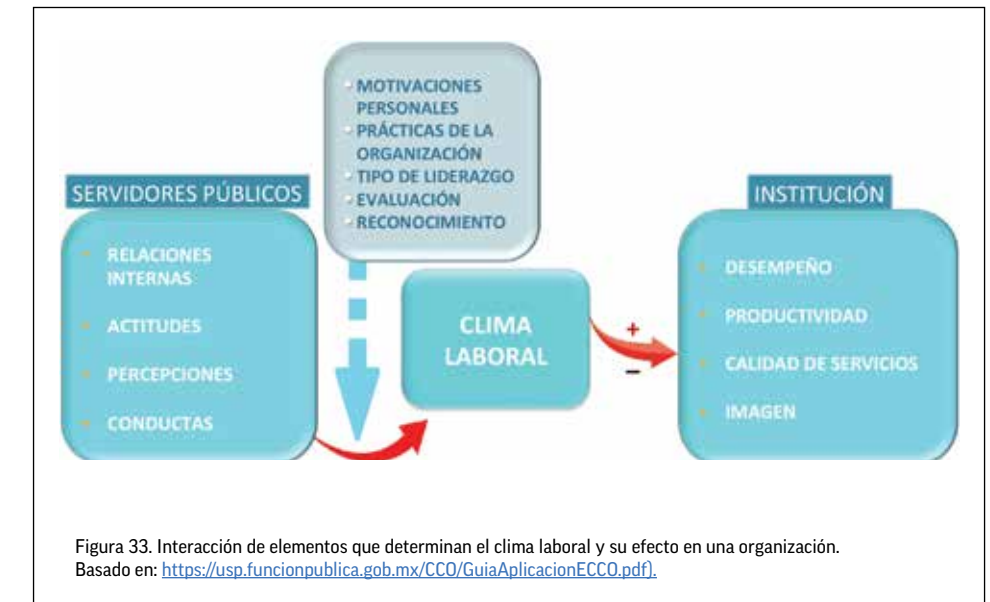 MOTIVACIONES
PERSONALES
PRÁCTICAS DE LA
ORGANIZACIÓN
TIPO DE LIDERAZGO
EVALUACIÓN
RECONOCIMIENTO
SERVIDORES PÚBLICOS
RELACIONES
INTERNAS
ACTITUDES
PERCEPCIONES
CONDUCTAS
CLIMA
LABORAL
+
−
INSTITUCIÓN
DESEMPEÑO
PRODUCTIVIDAD
CALIDAD DE SERVICIOS
IMAGEN
Figura 33. Interacción de elementos que determinan el clima laboral y su efecto en una organización.
Basado en: https://usp.funcionpublica.gob.mx/CCO/GuiaAplicacionECCO.pdf).